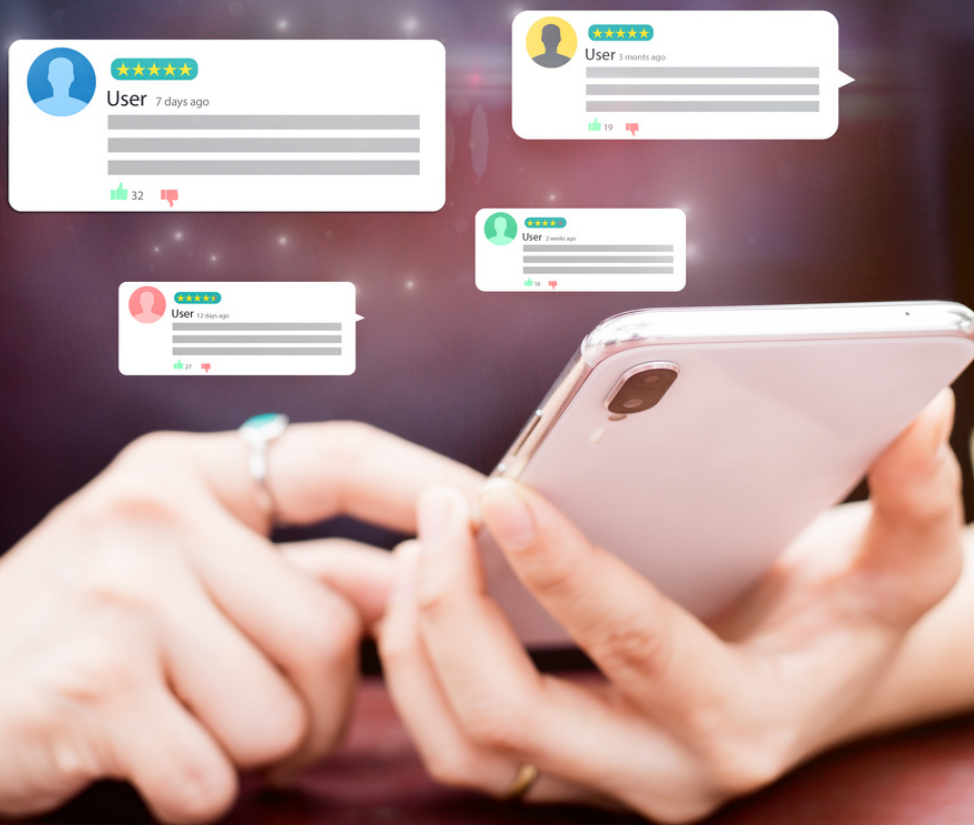 User 7 days ago
32
User 3 monts ago
19
User 2 weeks ago
16
User 12 days ago
27